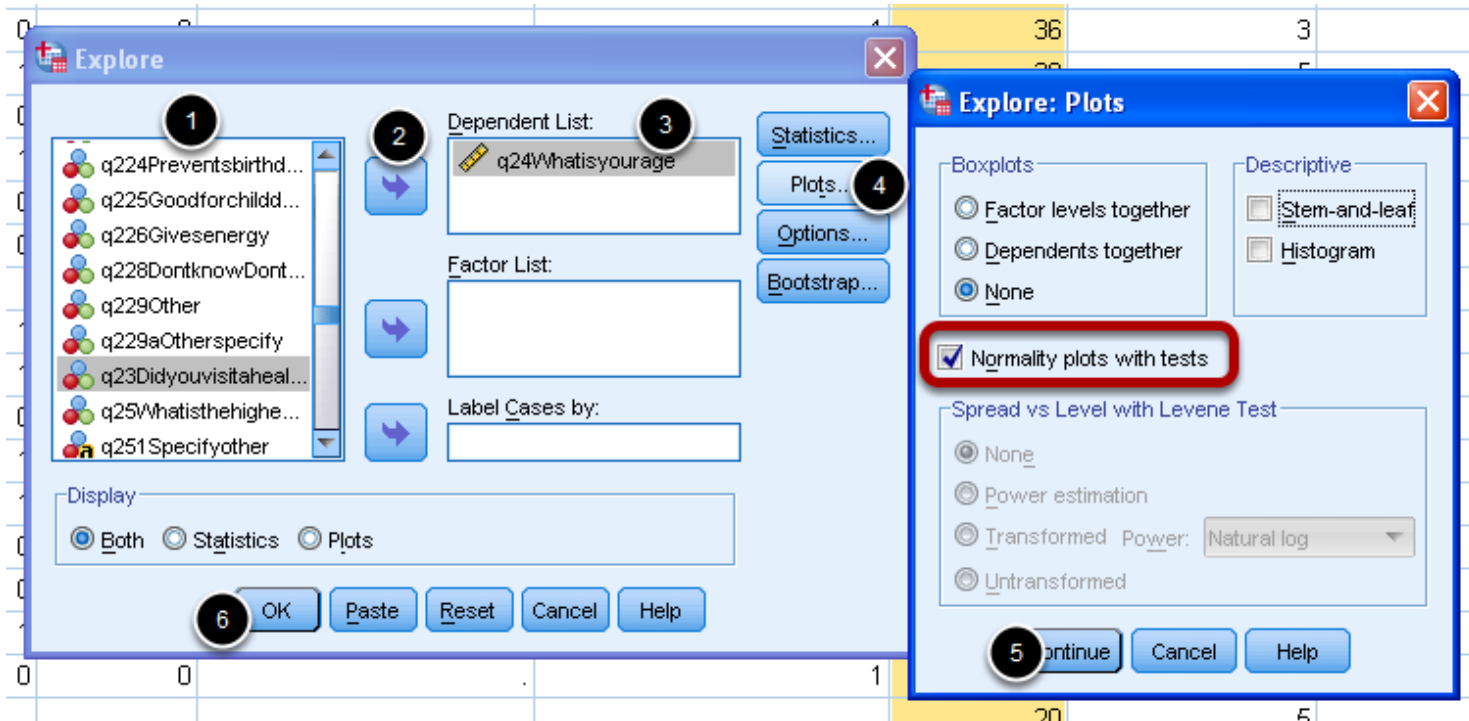 0 0 1 36 3
Explore
1
q224Preventsbirthd...
q225Goodforchildd...
q226Givesenergy
q228DontknowDont...
q229Other
q229aOtherspecify
q23Didyouvisitaheal...
q25Whatisthehighe...
q251Specifyother
2
Dependent List:
3
q24Whatisyourage
Factor List:
Label Cases by:
Statistics...
Plots...
4
Options...
Bootstrap...
Display
Both Statistics Plots
6
OK Paste Reset Cancel Help
Explore: Plots
Boxplots
Factor levels together
Dependents together
None
Descriptive
Stem-and-leaf
Histogram
Normality plots with tests
Spread vs Level with Levene Test
None
Power estimation
Transformed Power: Natural log
Untransformed
5
ontinue Cancel Help
0 0 . 1
20 5